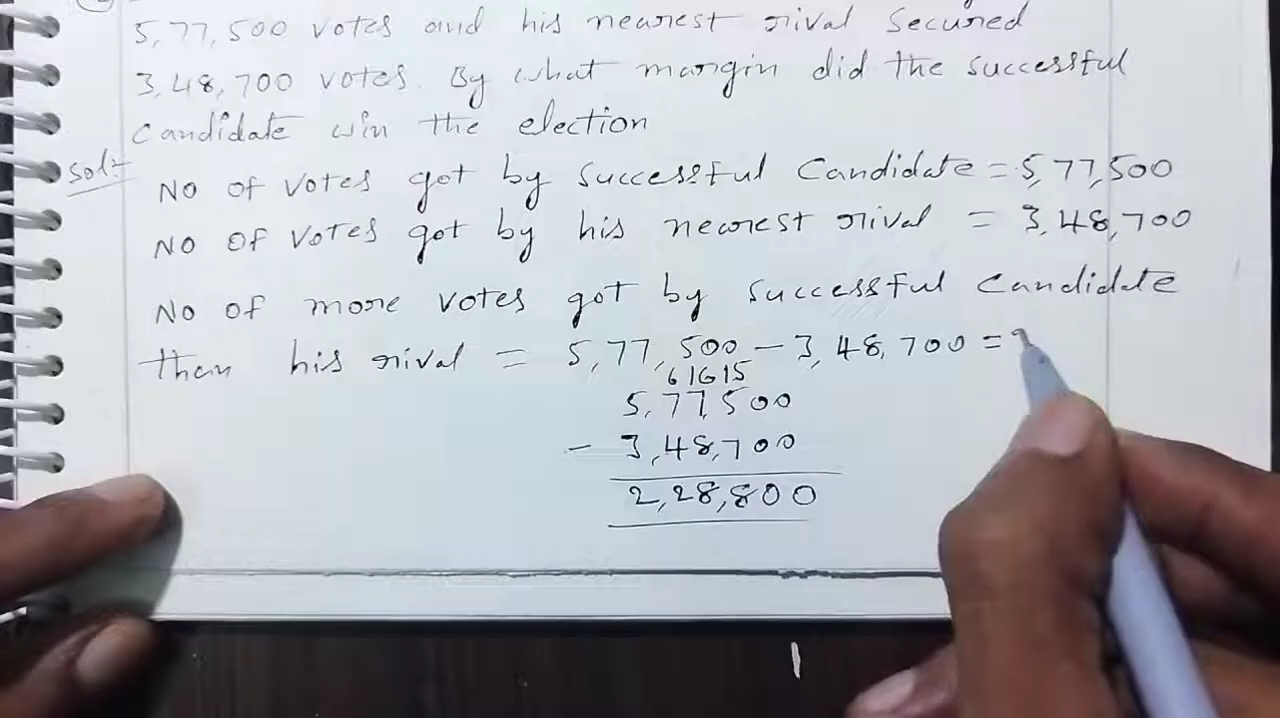 5,77,500 votes and his nearest rival secured
3,48,700 votes. By what margin did the successful
candidate win the election
Sol:-
No of votes got by successful candidate = 5,77,500
No of votes got by his nearest rival = 3,48,700
No of more votes got by successful candidate
than his rival = 5,77,500 - 3,48,700 =
6 16 15
5,77,500
- 3,48,700
2,28,800